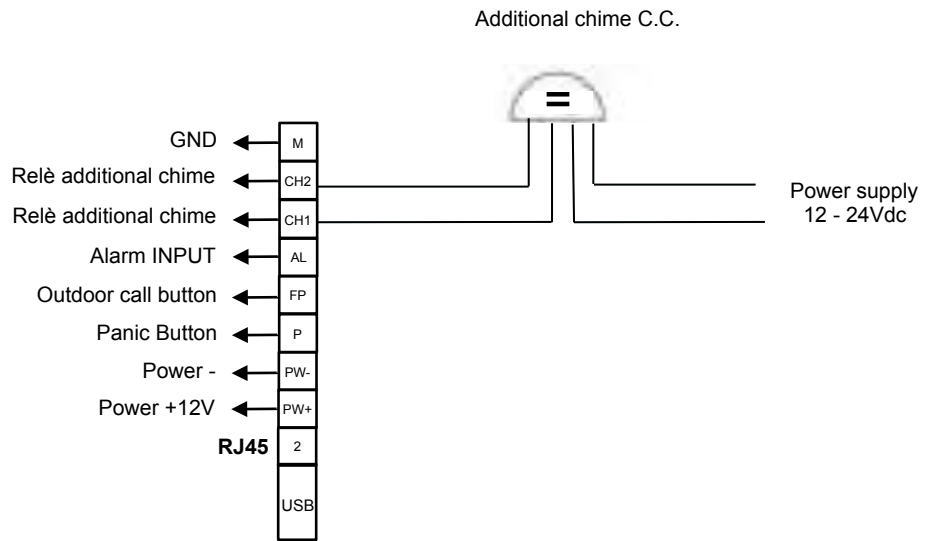 Additional chime C.C.
=
GND M
Relè additional chime CH2
Relè additional chime CH1
Power supply
12 - 24Vdc
Alarm INPUT AL
Outdoor call button FP
Panic Button P
Power - PW-
Power +12V PW+
RJ45 2
USB